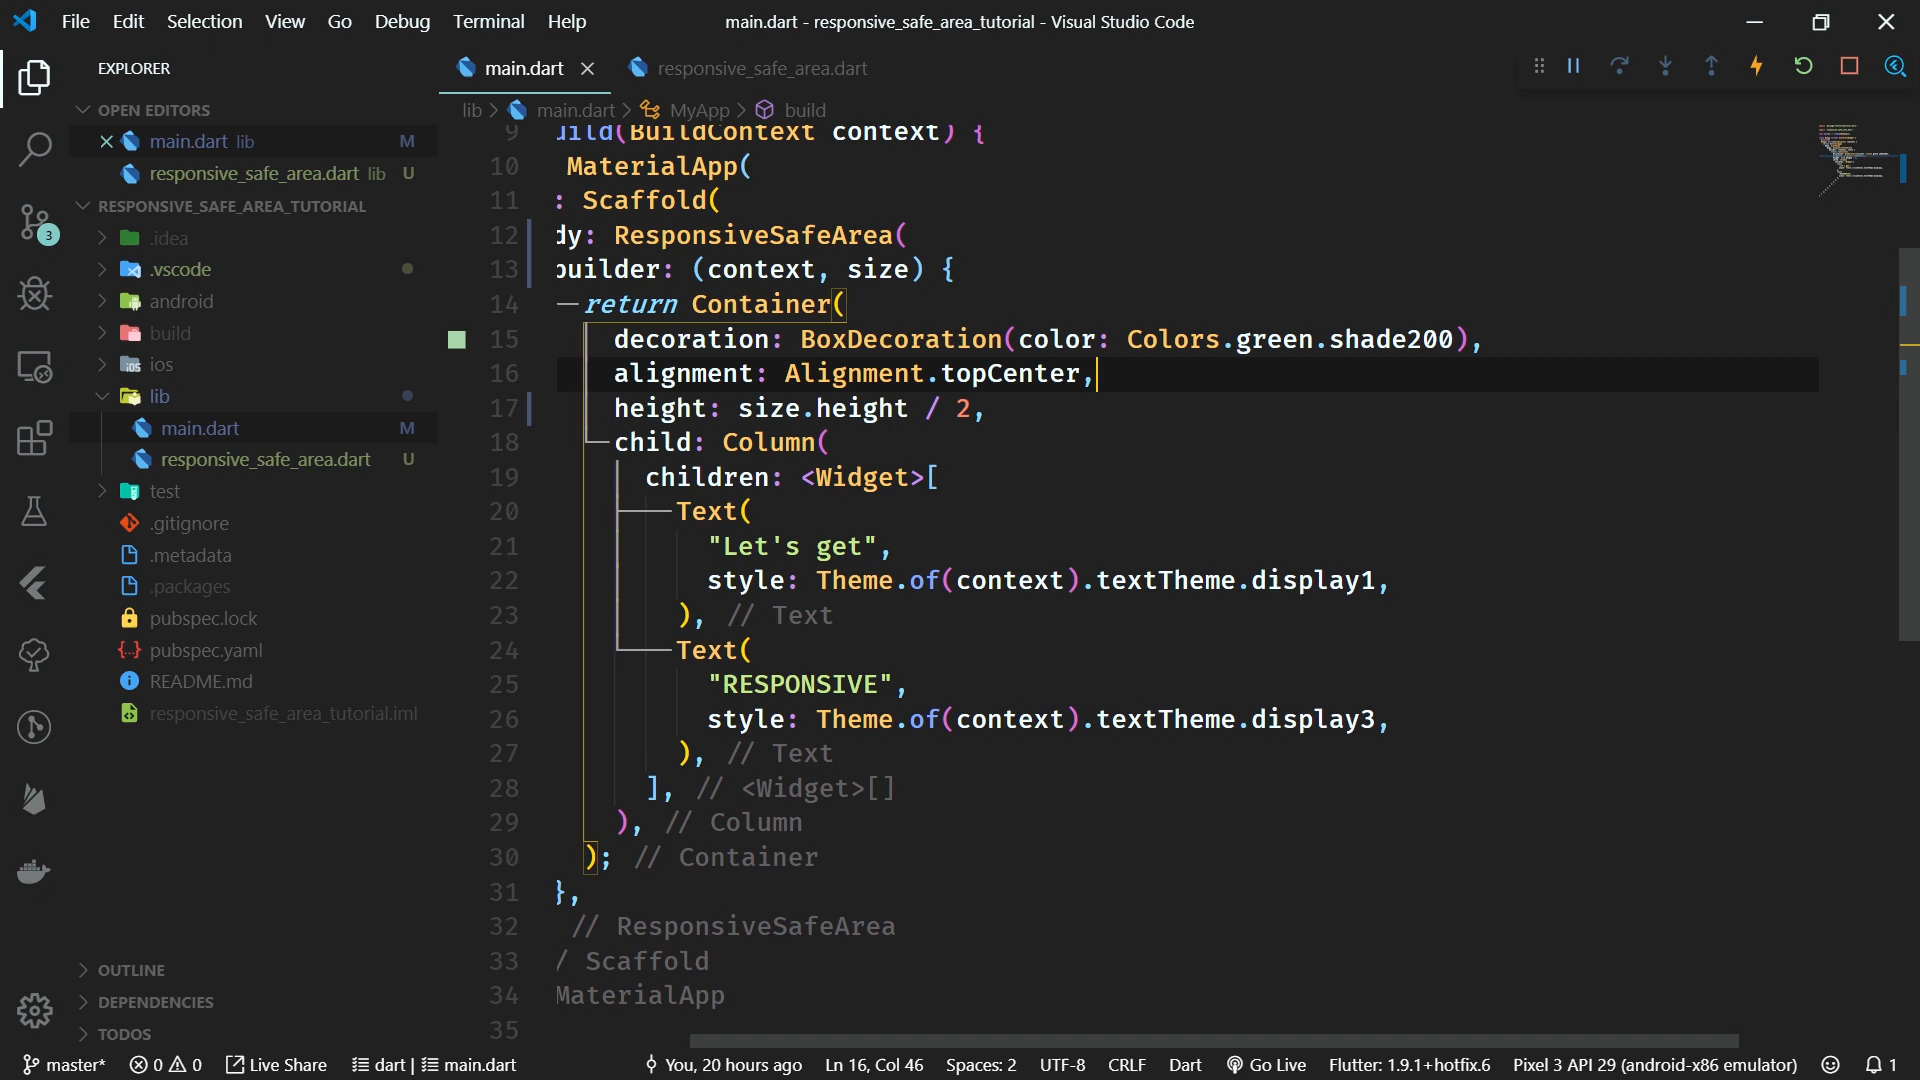 File Edit Selection View Go Debug Terminal Help
main.dart - responsive_safe_area_tutorial - Visual Studio Code
EXPLORER
OPEN EDITORS
main.dart lib M
responsive_safe_area.dart lib U
RESPONSIVE_SAFE_AREA_TUTORIAL
.idea
.vscode
android
build
ios
lib
main.dart M
responsive_safe_area.dart U
test
.gitignore
.metadata
.packages
pubspec.lock
pubspec.yaml
README.md
responsive_safe_area_tutorial.iml
OUTLINE
DEPENDENCIES
TODOS
3
main.dart
responsive_safe_area.dart
lib > main.dart > MyApp > build
9 uild(BuildContext context) {
10 MaterialApp(
11 : Scaffold(
12 dy: ResponsiveSafeArea(
13 builder: (context, size) {
14 return Container(
15 decoration: BoxDecoration(color: Colors.green.shade200),
16 alignment: Alignment.topCenter,
17 height: size.height / 2,
18 child: Column(
19 children: <Widget>[
20 Text(
21 "Let's get",
22 style: Theme.of(context).textTheme.display1,
23 ), // Text
24 Text(
25 "RESPONSIVE",
26 style: Theme.of(context).textTheme.display3,
27 ), // Text
28 ], // <Widget>[]
29 ), // Column
30 ); // Container
31 },
32 // ResponsiveSafeArea
33 / Scaffold
34 MaterialApp
35
master* 0 0 Live Share dart | main.dart You, 20 hours ago Ln 16, Col 46 Spaces: 2 UTF-8 CRLF Dart Go Live Flutter: 1.9.1+hotfix.6 Pixel 3 API 29 (android-x86 emulator) 1